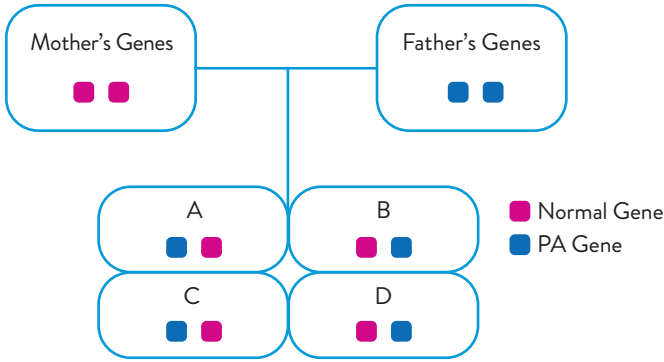 Mother’s Genes
Father’s Genes
A
B
Normal Gene
PA Gene
C
D